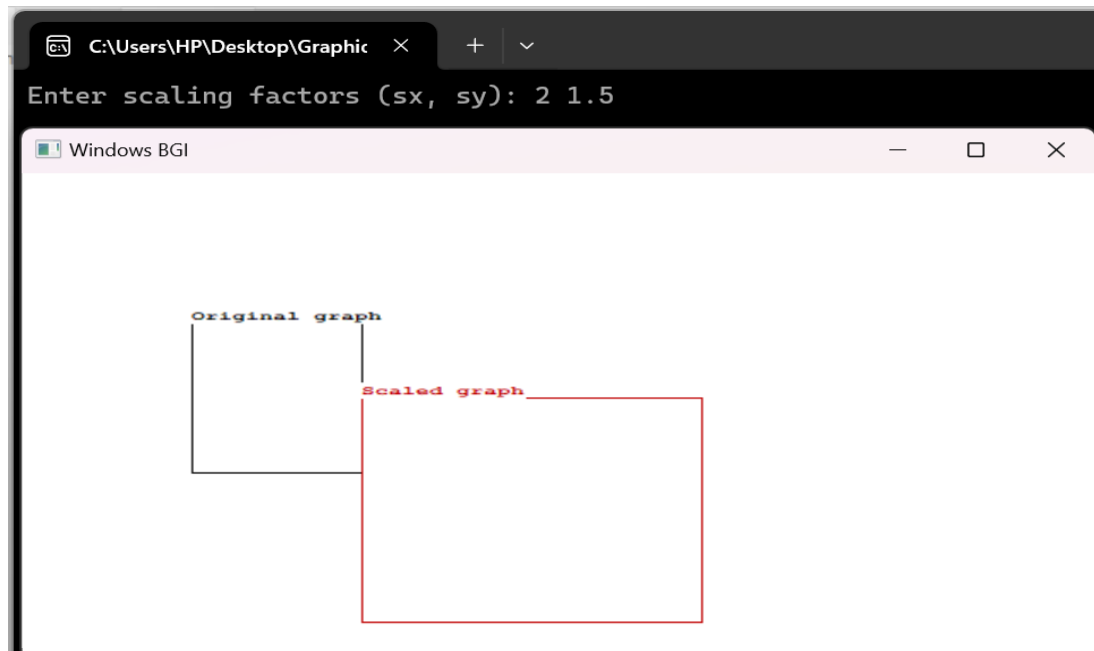 C:\Users\HP\Desktop\Graphic
Enter scaling factors (sx, sy): 2 1.5
Windows BGI
Original graph
Scaled graph